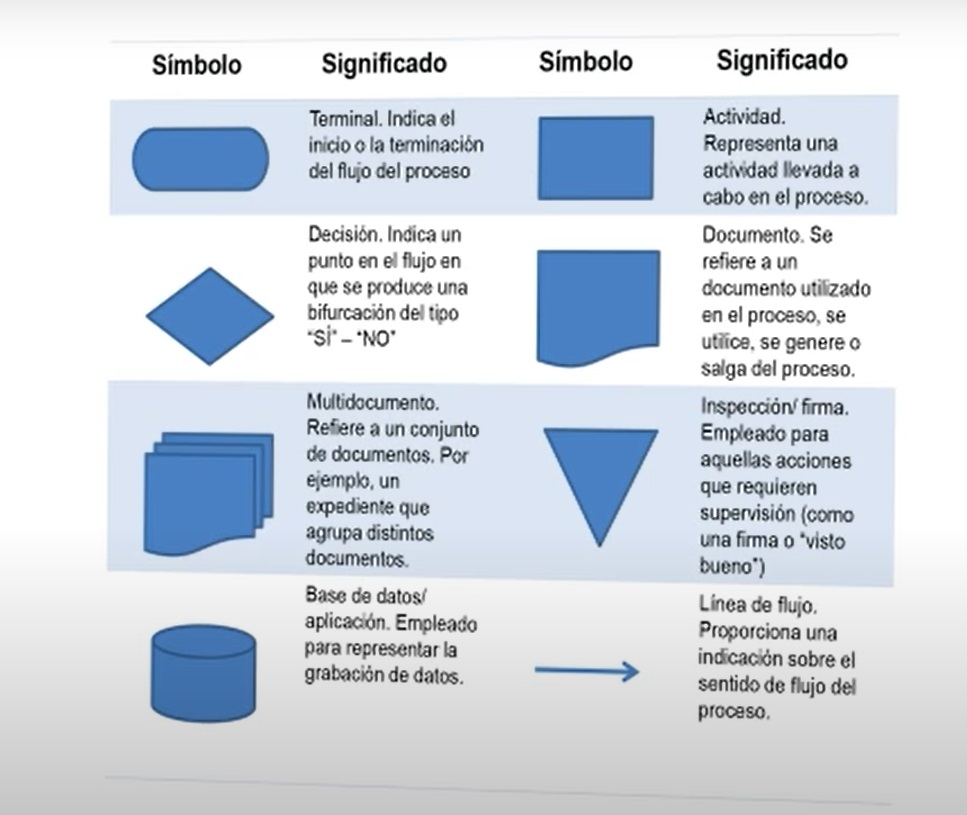 Símbolo
Significado
Símbolo
Significado
Terminal. Indica el
inicio o la terminación
del flujo del proceso
Actividad.
Representa una
actividad llevada a
cabo en el proceso.
Decisión. Indica un
punto en el flujo en
que se produce una
bifurcación del tipo
"SÍ" – "NO"
Documento. Se
refiere a un
documento utilizado
en el proceso, se
utilice, se genere o
salga del proceso.
Multidocumento.
Refiere a un conjunto
de documentos. Por
ejemplo, un
expediente que
agrupa distintos
documentos.
Inspección/ firma.
Empleado para
aquellas acciones
que requieren
supervisión (como
una firma o "visto
bueno")
Base de datos/
aplicación. Empleado
para representar la
grabación de datos.
Línea de flujo.
Proporciona una
indicación sobre el
sentido de flujo del
proceso.